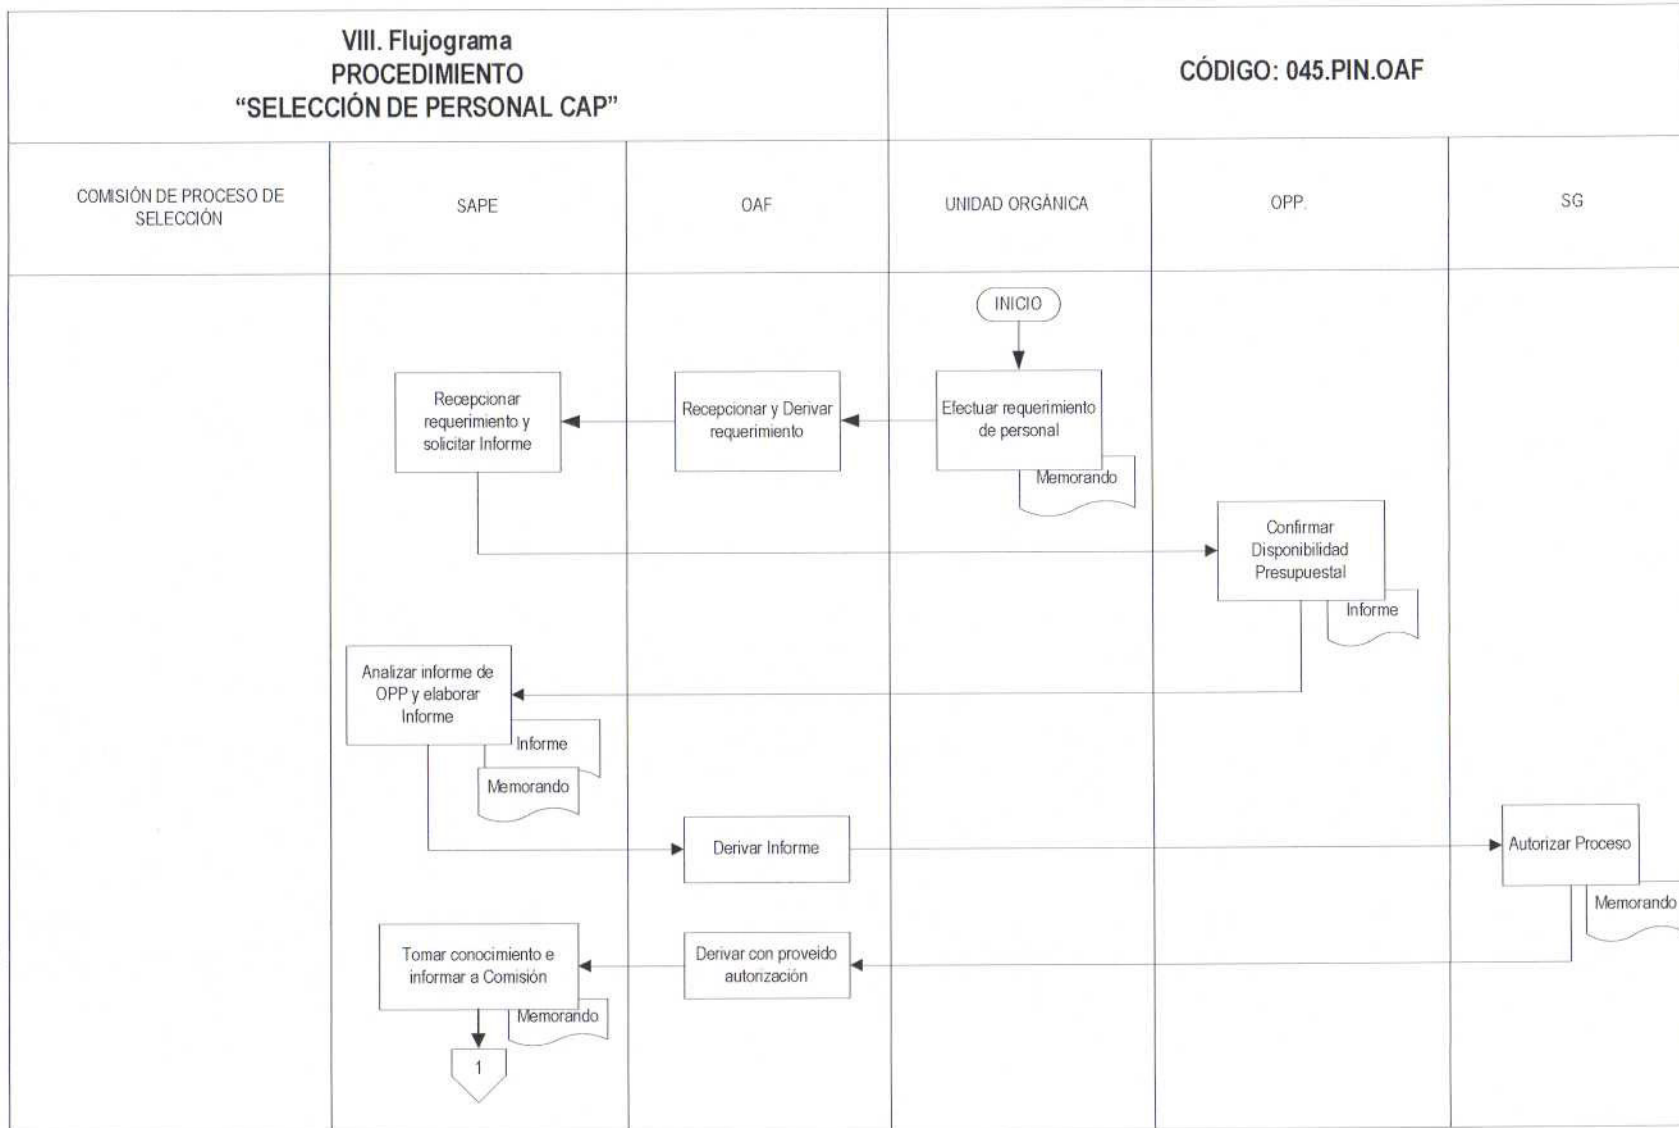 VIII. Flujograma
PROCEDIMIENTO
“SELECCIÓN DE PERSONAL CAP”
CÓDIGO: 045.PIN.OAF
COMISIÓN DE PROCESO DE
SELECCIÓN
SAPE
OAF
UNIDAD ORGÁNICA
OPP.
SG
INICIO
Recepcionar
requerimiento y
solicitar Informe
Recepcionar y Derivar
requerimiento
Efectuar requerimiento
de personal
Memorando
Confirmar
Disponibilidad
Presupuestal
Informe
Analizar informe de
OPP y elaborar
Informe
Informe
Memorando
Derivar Informe
Autorizar Proceso
Memorando
Tomar conocimiento e
informar a Comisión
Derivar con proveido
autorización
Memorando
1